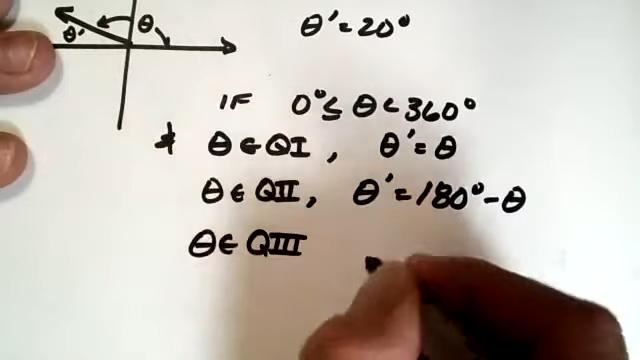 θ
θ'
θ' = 20°
IF 0° ≤ θ < 360°
& θ ∈ QI, θ' = θ
θ ∈ QII, θ' = 180° - θ
θ ∈ QIII